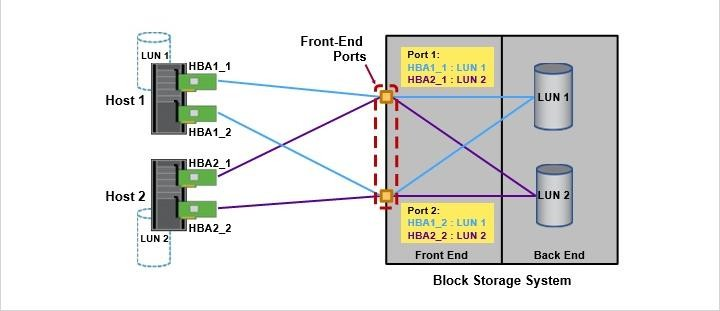 Front-End
Ports
LUN 1
HBA1_1
Host 1
HBA1_2
HBA2_1
Host 2
HBA2_2
LUN 2
Port 1:
HBA1_1 : LUN 1
HBA2_1 : LUN 2
LUN 1
LUN 2
Port 2:
HBA1_2 : LUN 1
HBA2_2 : LUN 2
Front End
Back End
Block Storage System